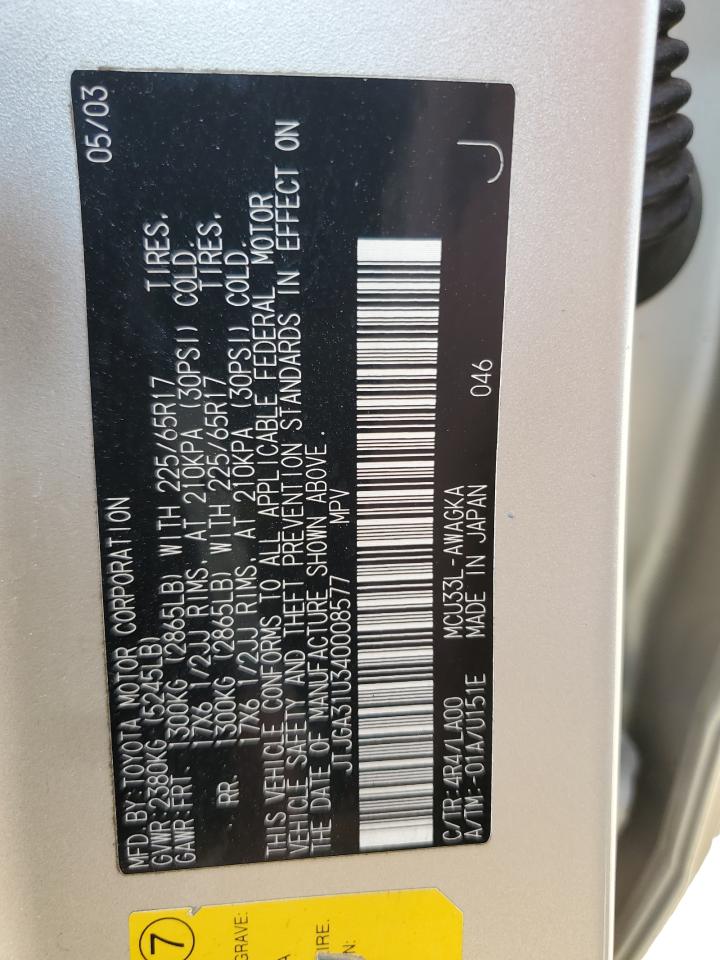 MFD. BY: TOYOTA MOTOR CORPORATION 05/03
GVWR: 2380KG (5245LB)
GAWR: FRT. 1300KG (2865LB) WITH 225/65R17 TIRES,
17X6 1/2JJ RIMS, AT 210KPA (30PSI) COLD.
RR. 1300KG (2865LB) WITH 225/65R17 TIRES,
17X6 1/2JJ RIMS, AT 210KPA (30PSI) COLD.
THIS VEHICLE CONFORMS TO ALL APPLICABLE FEDERAL MOTOR
VEHICLE SAFETY AND THEFT PREVENTION STANDARDS IN EFFECT ON
THE DATE OF MANUFACTURE SHOWN ABOVE.
JTJGA31U340008577 MPV
C/TR: 4R4/LA00 MCU33L-AWAGKA
A/TM: -01A/U151E MADE IN JAPAN 046 J
7
GRAVE:
A
IRE.
N: